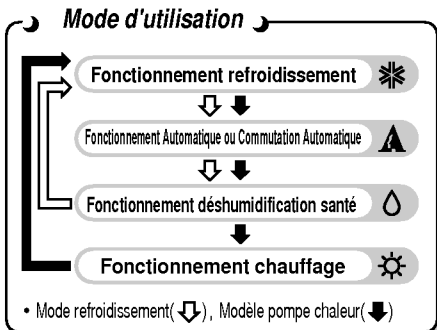 Mode d'utilisation
Fonctionnement refroidissement
Fonctionnement Automatique ou Commutation Automatique
Fonctionnement déshumidification santé
Fonctionnement chauffage
• Mode refroidissement( ⇩ ), Modèle pompe chaleur( 🡇 )